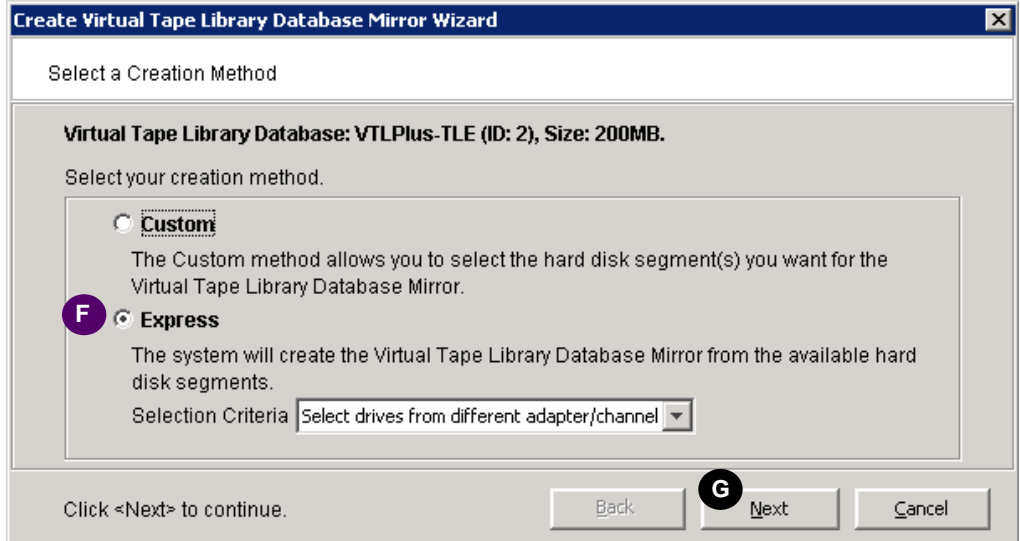 Create Virtual Tape Library Database Mirror Wizard
Select a Creation Method
Virtual Tape Library Database: VTLPlus-TLE (ID: 2), Size: 200MB.
Select your creation method.
Custom
The Custom method allows you to select the hard disk segment(s) you want for the
Virtual Tape Library Database Mirror.
F Express
The system will create the Virtual Tape Library Database Mirror from the available hard
disk segments.
Selection Criteria Select drives from different adapter/channel
G
Click <Next> to continue. Back Next Cancel